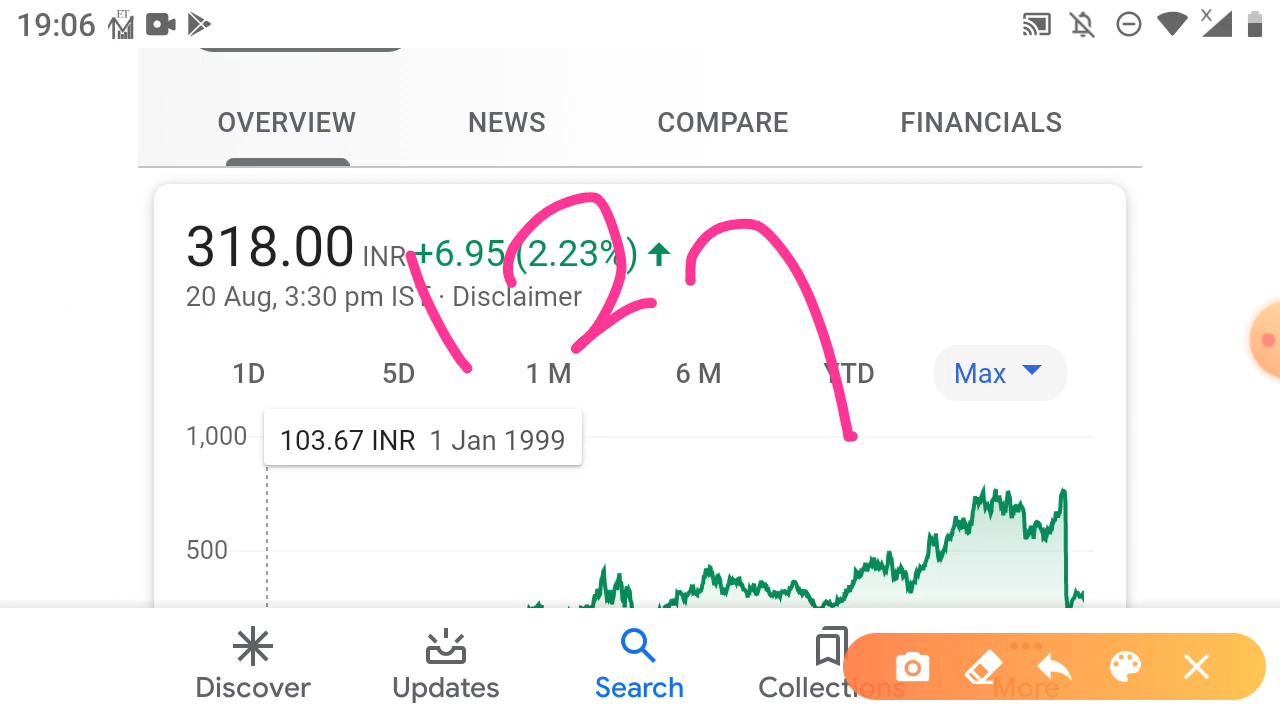 19:06 ET X
OVERVIEW NEWS COMPARE FINANCIALS
318.00 INR +6.95 (2.23%)
20 Aug, 3:30 pm IST · Disclaimer
1D 5D 1 M 6 M YTD Max
1,000
103.67 INR 1 Jan 1999
500
Discover Updates Search Collections More